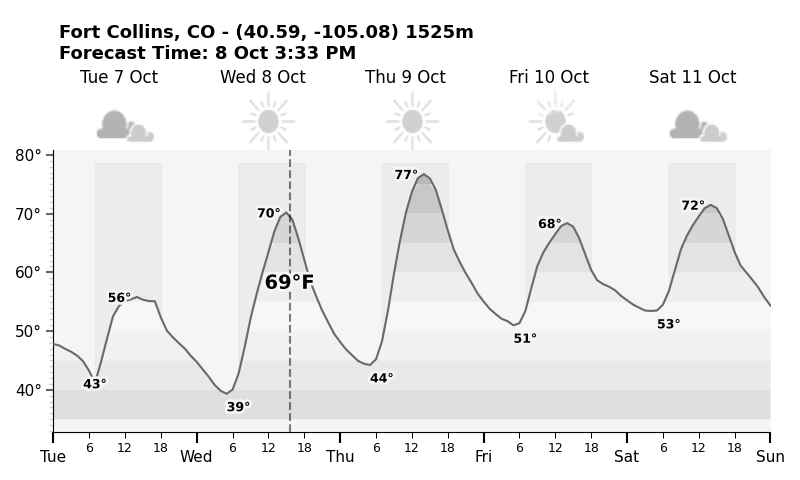 Fort Collins, CO - (40.59, -105.08) 1525m
Forecast Time: 8 Oct 3:33 PM
Tue 7 Oct Wed 8 Oct Thu 9 Oct Fri 10 Oct Sat 11 Oct
80°
70°
60°
50°
40°
56°
43°
70°
69°F
39°
77°
44°
68°
51°
72°
53°
6 12 18 6 12 18 6 12 18 6 12 18 6 12 18
Tue Wed Thu Fri Sat Sun